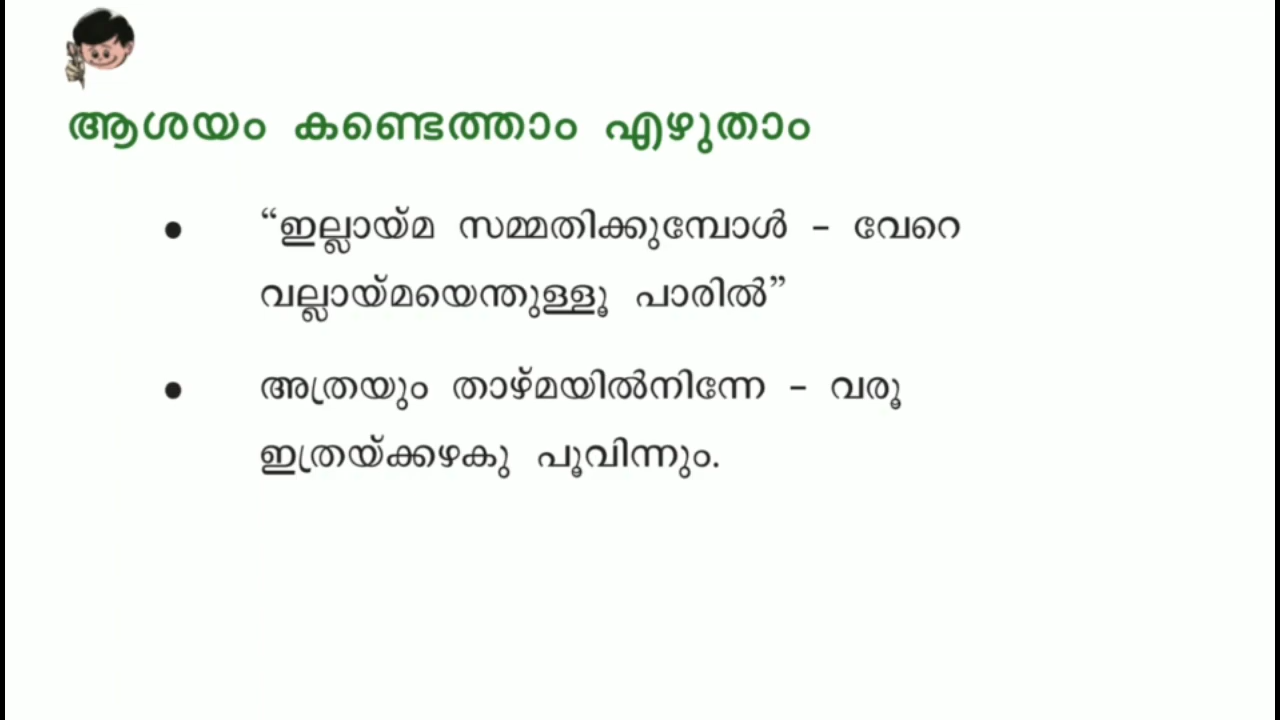 ആശയം കണ്ടെത്താം എഴുതാം
• “ഇല്ലായ്മ സമ്മതിക്കുമ്പോൾ – വേറെ
വല്ലായ്മയെന്തുള്ളൂ പാരിൽ”
• അത്രയും താഴ്മയിൽനിന്നേ – വരൂ
ഇത്രയ്ക്കഴകു പൂവിന്നും.